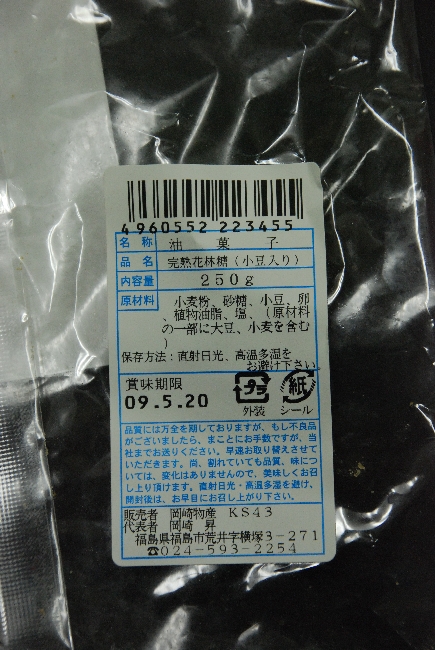 4960552 223455
名称 油菓子
品名 完熟花林糖（小豆入り）
内容量 250g
原材料 小麦粉、砂糖、小豆、卵
、植物油脂、塩、（原材料
の一部に大豆、小麦を含む
）
保存方法：直射日光、高温多湿を
お避け下さい
賞味期限
09.5.20
プラ 紙
外装 シール
品質には万全を期しておりますが、もし不良品
がございましたら、まことにお手数ですが、当
社までお送りください。早速お取り替えさせて
いただきます。尚、割れていても品質、味につ
いては、変化はありませんので、美味しくお召
し上り頂けます。直射日光・高温多湿を避け、
開封後は、お早目にお召し上がり下さい。
販売者 岡崎物産 KS43
代表者 岡崎 昇
福島県福島市荒井字横塚3-271
☎024-593-2254